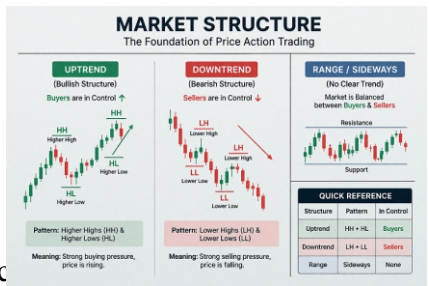 MARKET STRUCTURE
The Foundation of Price Action Trading
UPTREND
(Bullish Structure)
Buyers are in Control ↑
HH
Higher High
HH
HL
Higher Low
HL
Higher Low
Pattern: Higher Highs (HH) &
Higher Lows (HL)
Meaning: Strong buying pressure,
price is rising.
DOWNTREND
(Bearish Structure)
Sellers are in Control ↓
LH
Lower High
LH
Lower High
LL
Lower Low
LL
Lower Low
Pattern: Lower Highs (LH) &
Lower Lows (LL)
Meaning: Strong selling pressure,
price is falling.
RANGE / SIDEWAYS
(No Clear Trend)
Market is Balanced
between Buyers & Sellers
Resistance
Support
QUICK REFERENCE
Structure Pattern In Control
Uptrend HH + HL Buyers
Downtrend LH + LL Sellers
Range Sideways None